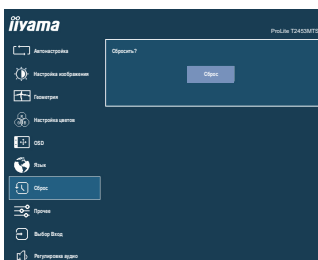 iiyama
ProLite T2453MTS
Автонастройка
Сбросить?
Настройка изображения
Сброс
Геометрия
Настройка цветов
OSD
Язык
Сброс
Прочее
Выбор Вход
Регулировка аудио